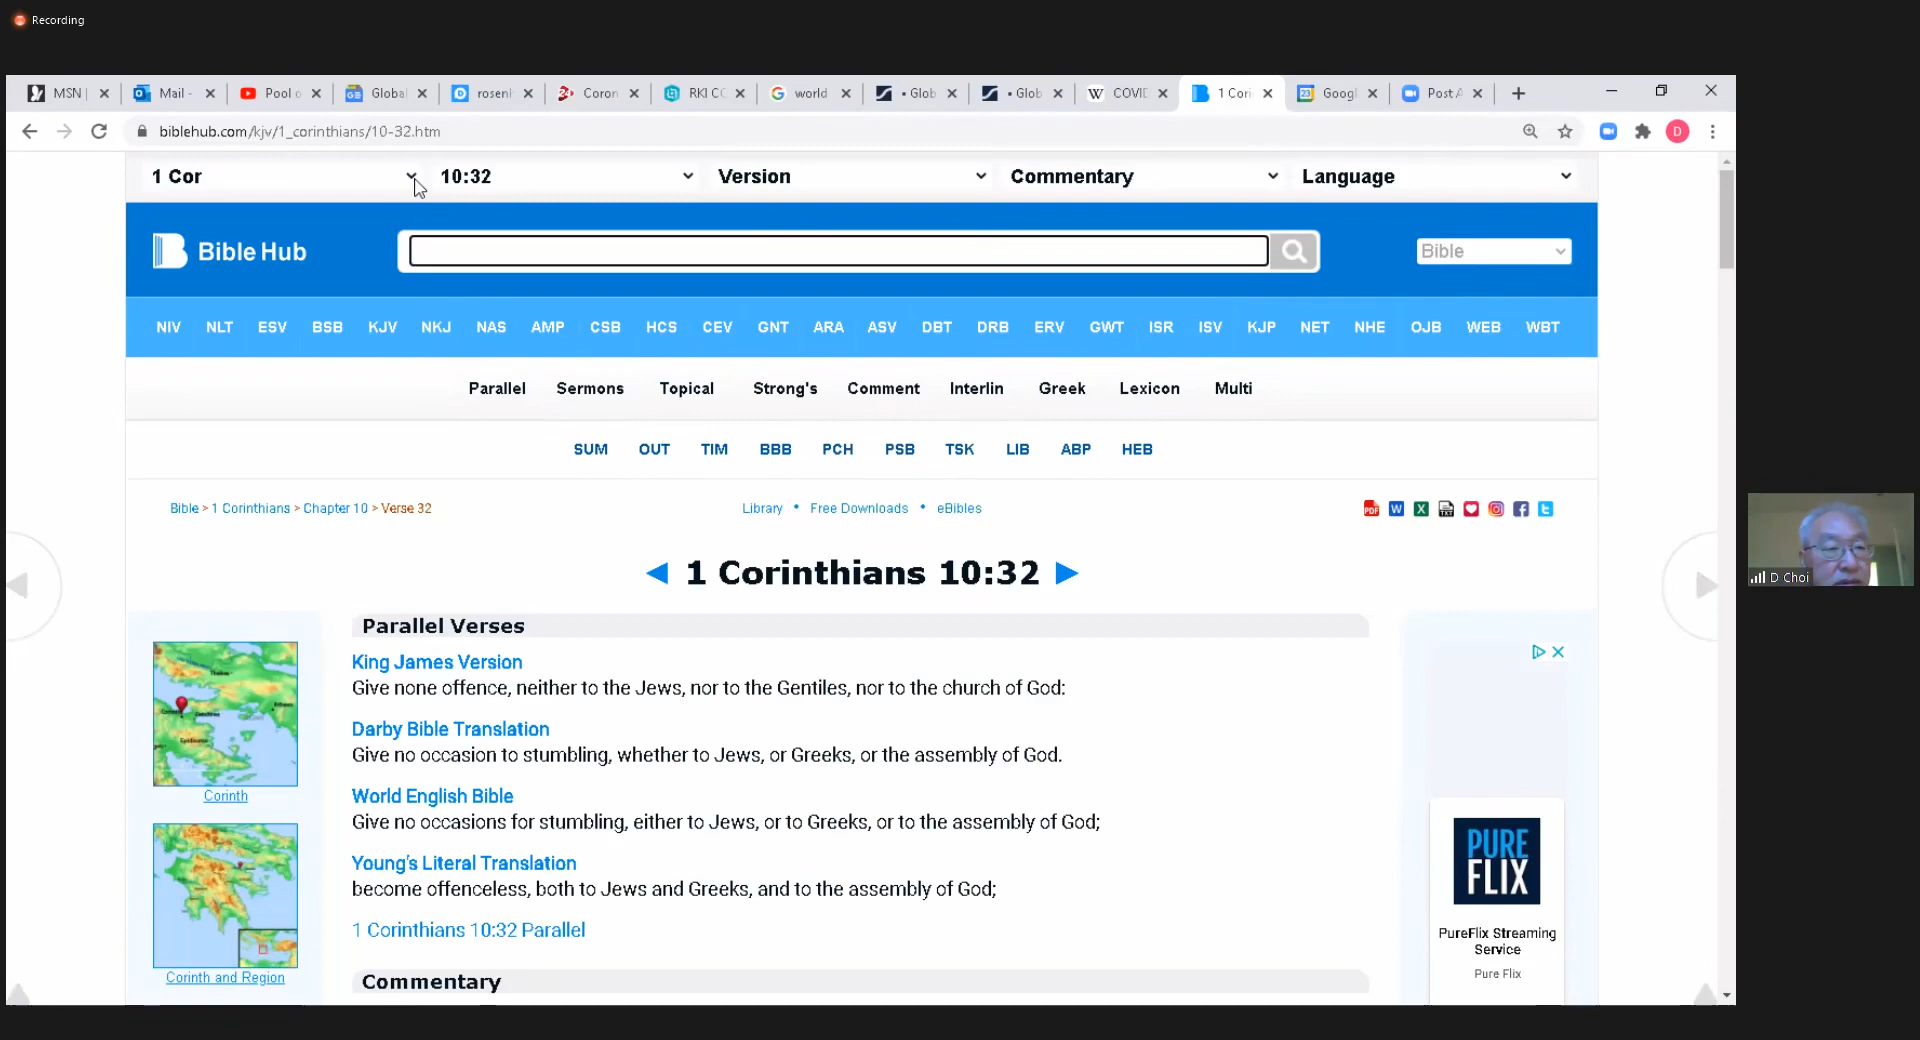 Recording
MSN |
Mail -
Pool o
Global
rosenl
Coron
RKI CC
world
• Glob
• Glob
COVID
1 Cori
Googl
Post A
biblehub.com/kjv/1_corinthians/10-32.htm
D
1 Cor
10:32
Version
Commentary
Language
Bible Hub
Bible
NIV NLT ESV BSB KJV NKJ NAS AMP CSB HCS CEV GNT ARA ASV DBT DRB ERV GWT ISR ISV KJP NET NHE OJB WEB WBT
Parallel Sermons Topical Strong's Comment Interlin Greek Lexicon Multi
SUM OUT TIM BBB PCH PSB TSK LIB ABP HEB
Bible > 1 Corinthians > Chapter 10 > Verse 32
Library • Free Downloads • eBibles
◄ 1 Corinthians 10:32 ►
Parallel Verses
King James Version
Give none offence, neither to the Jews, nor to the Gentiles, nor to the church of God:
Darby Bible Translation
Give no occasion to stumbling, whether to Jews, or Greeks, or the assembly of God.
World English Bible
Give no occasions for stumbling, either to Jews, or to Greeks, or to the assembly of God;
Young's Literal Translation
become offenceless, both to Jews and Greeks, and to the assembly of God;
1 Corinthians 10:32 Parallel
Commentary
Corinth
Corinth and Region
PURE
FLIX
PureFlix Streaming
Service
Pure Flix
D Choi